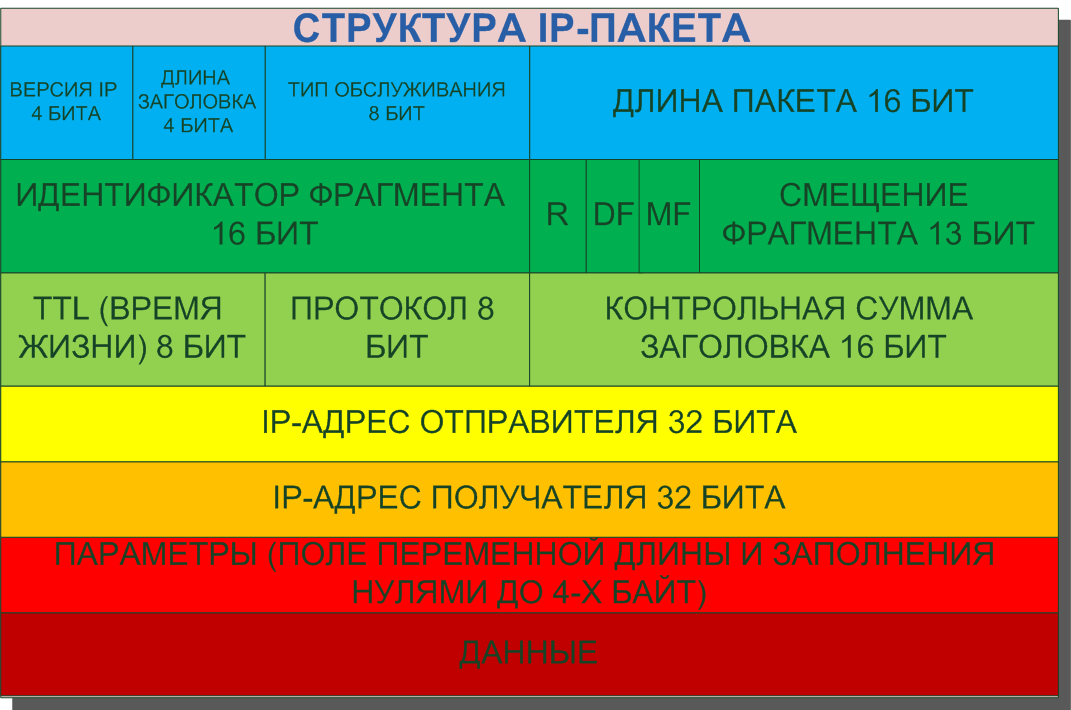 СТРУКТУРА IP-ПАКЕТА
ВЕРСИЯ IP
4 БИТА
ДЛИНА
ЗАГОЛОВКА
4 БИТА
ТИП ОБСЛУЖИВАНИЯ
8 БИТ
ДЛИНА ПАКЕТА 16 БИТ
ИДЕНТИФИКАТОР ФРАГМЕНТА
16 БИТ
R
DF
MF
СМЕЩЕНИЕ
ФРАГМЕНТА 13 БИТ
TTL (ВРЕМЯ
ЖИЗНИ) 8 БИТ
ПРОТОКОЛ 8
БИТ
КОНТРОЛЬНАЯ СУММА
ЗАГОЛОВКА 16 БИТ
IP-АДРЕС ОТПРАВИТЕЛЯ 32 БИТА
IP-АДРЕС ПОЛУЧАТЕЛЯ 32 БИТА
ПАРАМЕТРЫ (ПОЛЕ ПЕРЕМЕННОЙ ДЛИНЫ И ЗАПОЛНЕНИЯ
НУЛЯМИ ДО 4-Х БАЙТ)
ДАННЫЕ